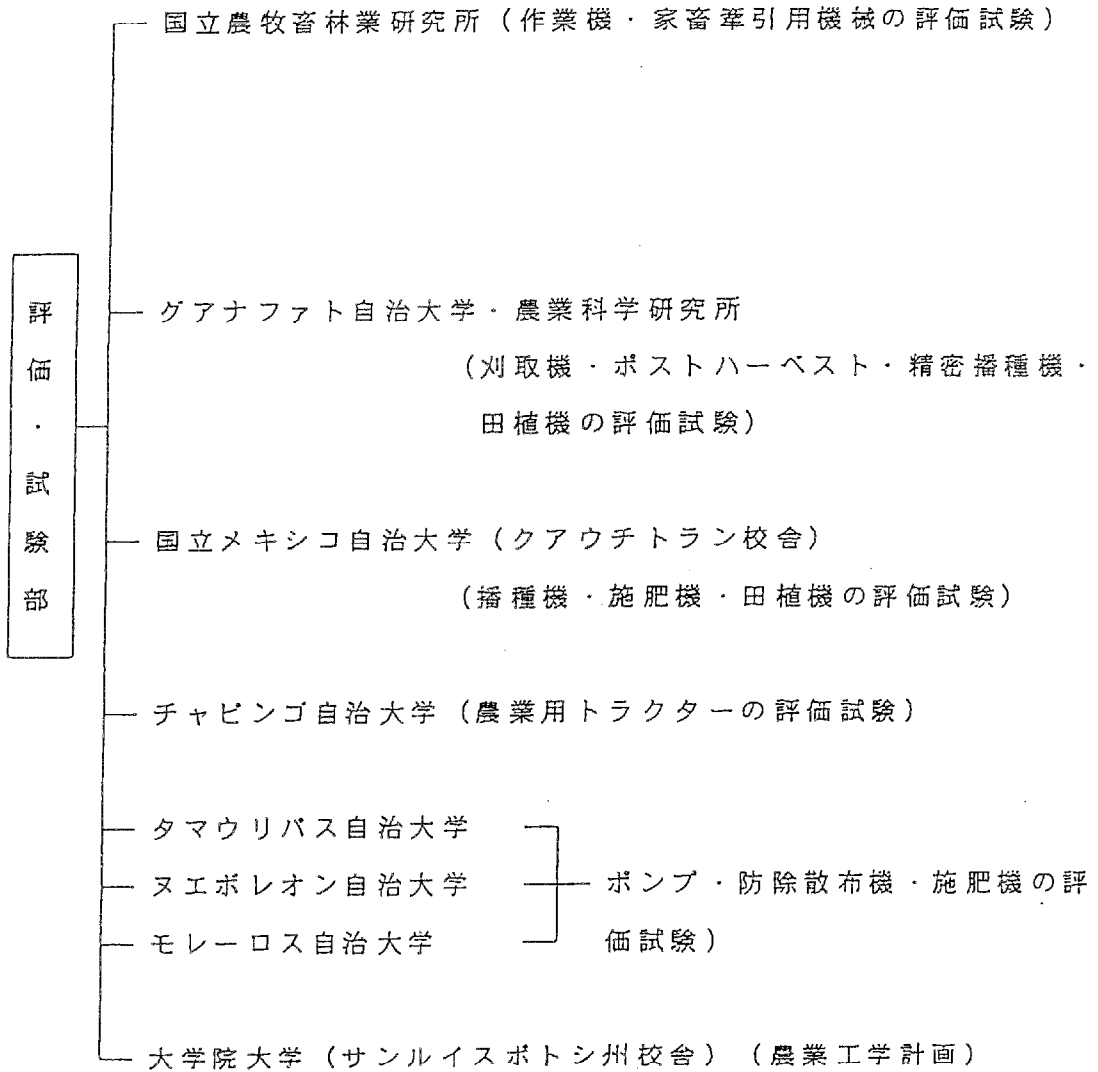 国立農牧畜林業研究所（作業機・家畜牽引用機械の評価試験）
評価・試験部
グアナファト自治大学・農業科学研究所
（刈取機・ポストハーベスト・精密播種機・
田植機の評価試験）
国立メキシコ自治大学（クアウチトラン校舎）
（播種機・施肥機・田植機の評価試験）
チャピンゴ自治大学（農業用トラクターの評価試験）
タマウリパス自治大学
ヌエボレオン自治大学
モレーロス自治大学
ポンプ・防除散布機・施肥機の評
価試験）
大学院大学（サンルイスポトシ州校舎）（農業工学計画）